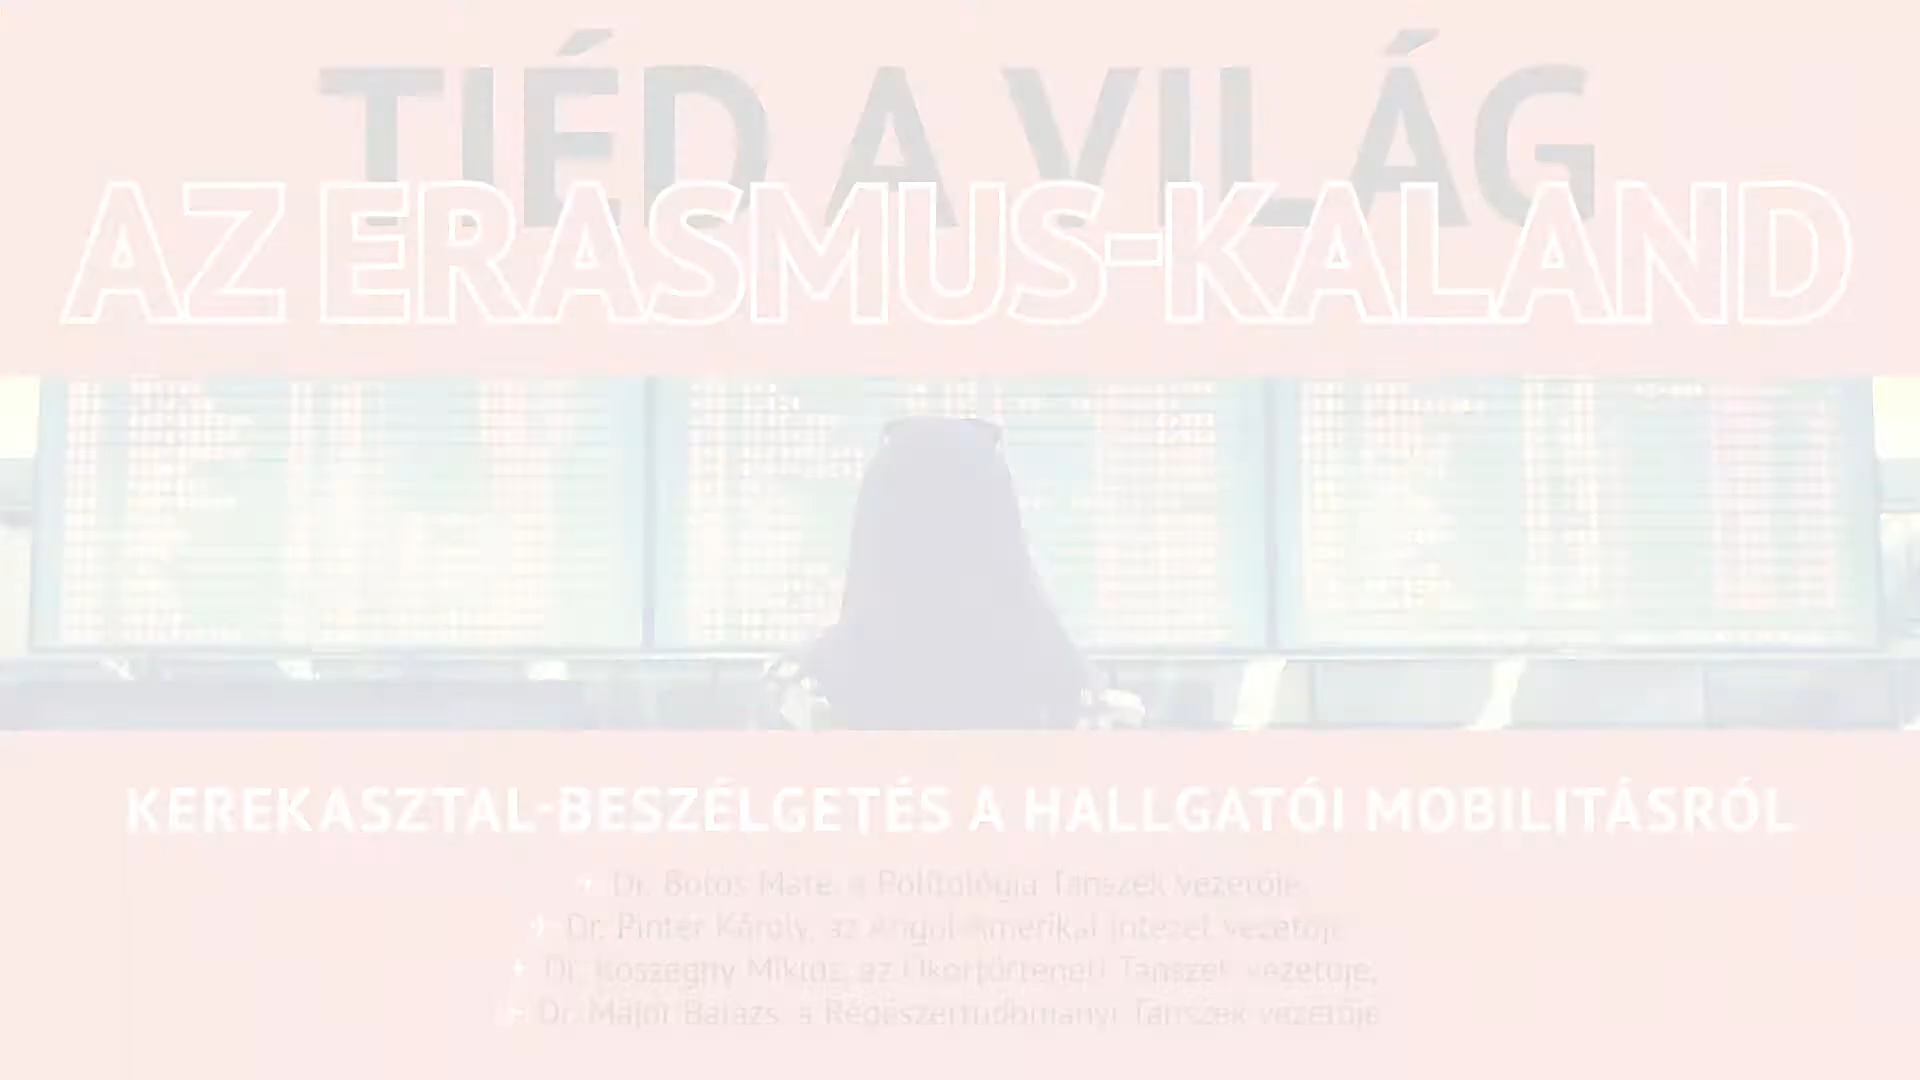 TIÉD A VILÁG
AZ ERASMUS-KALAND
KEREKASZTAL-BESZÉLGETÉS A HALLGATÓI MOBILITÁSRÓL
Dr. Botos Máté, a Politológia Tanszék vezetője,
Dr. Pintér Károly, az Angol-Amerikai Intézet vezetője,
Dr. Kőszeghy Miklós, az Ókortörténeti Tanszék vezetője,
Dr. Major Balázs, a Régészettudományi Tanszék vezetője